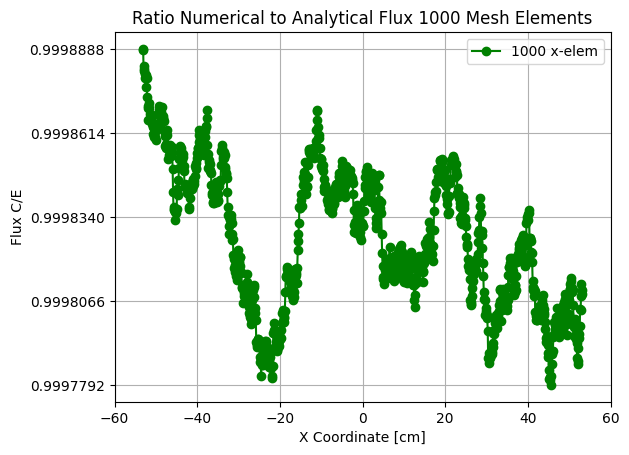 Ratio Numerical to Analytical Flux 1000 Mesh Elements
1000 x-elem
Flux C/E
0.9998888
0.9998614
0.9998340
0.9998066
0.9997792
−60 −40 −20 0 20 40 60
X Coordinate [cm]